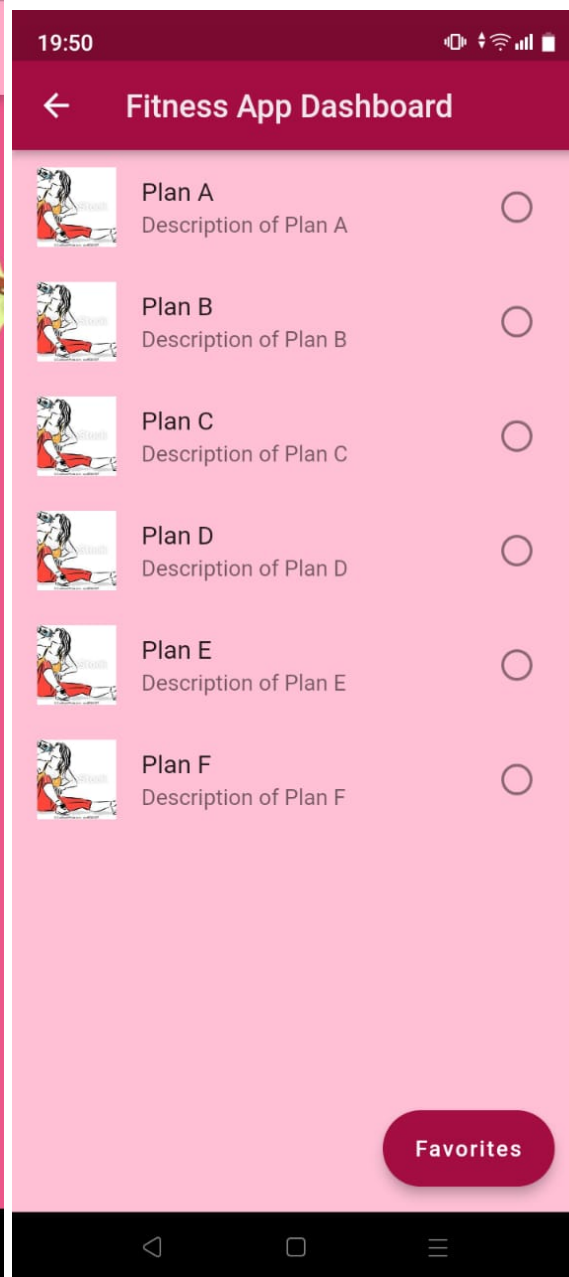 19:50
Fitness App Dashboard
Plan A
Description of Plan A
Plan B
Description of Plan B
Plan C
Description of Plan C
Plan D
Description of Plan D
Plan E
Description of Plan E
Plan F
Description of Plan F
Favorites